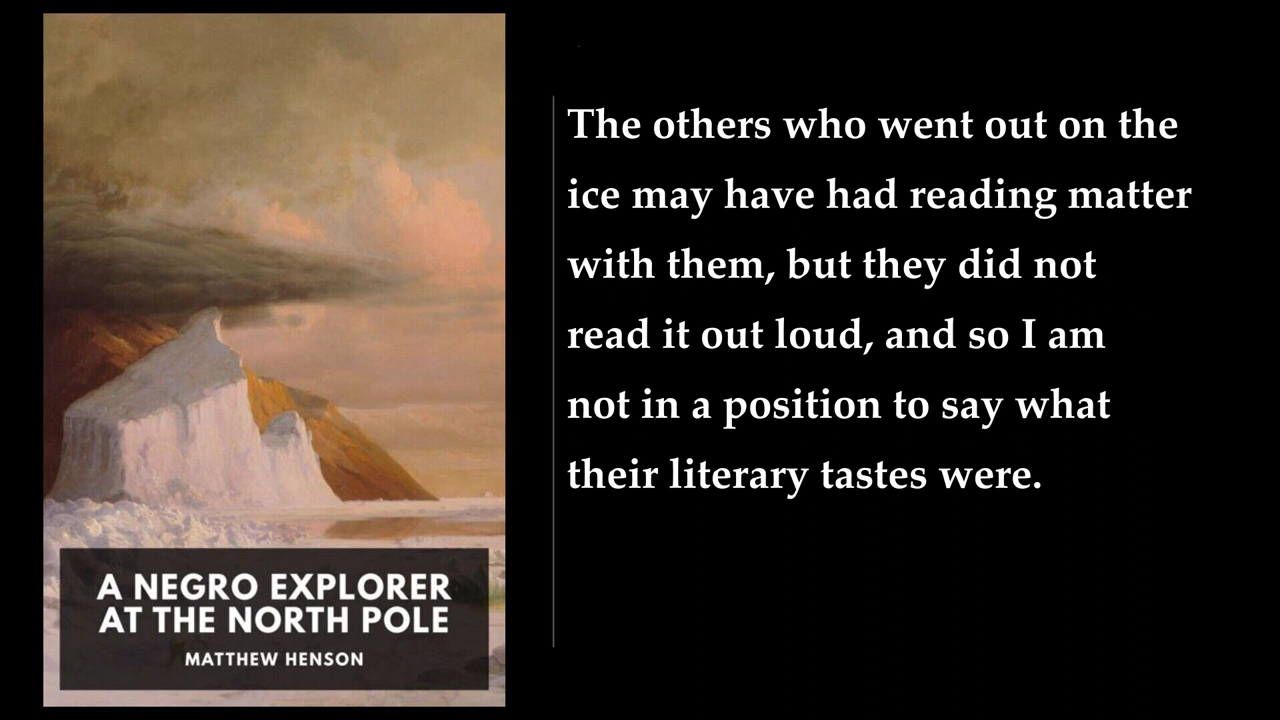 The others who went out on the
ice may have had reading matter
with them, but they did not
read it out loud, and so I am
not in a position to say what
their literary tastes were.
A NEGRO EXPLORER
AT THE NORTH POLE
MATTHEW HENSON